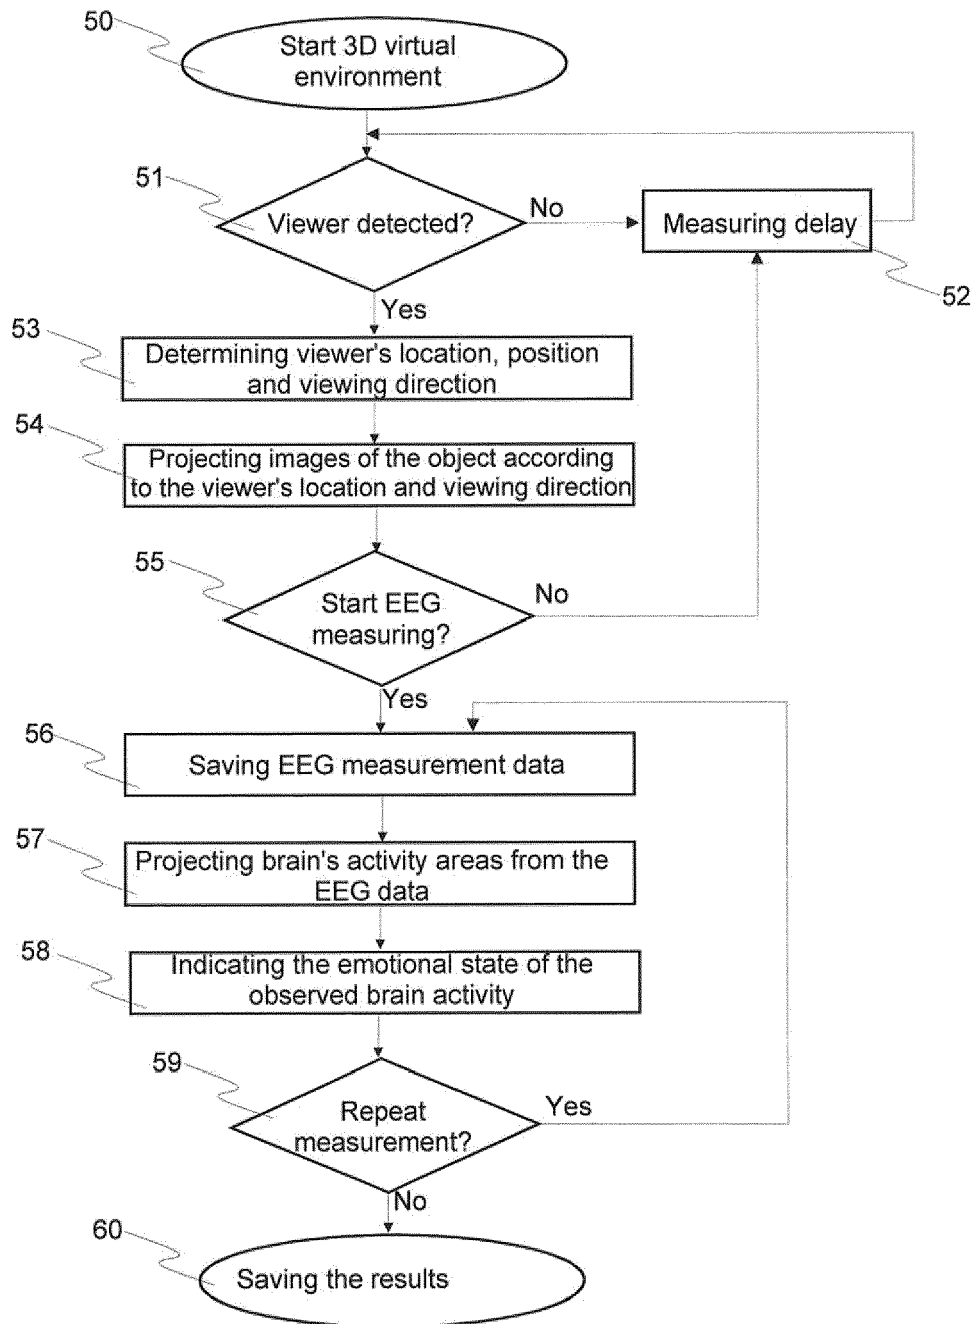 50
Start 3D virtual
environment
51
Viewer detected?
No
Measuring delay
52
Yes
53
Determining viewer's location, position
and viewing direction
54
Projecting images of the object according
to the viewer's location and viewing direction
55
Start EEG
measuring?
No
Yes
56
Saving EEG measurement data
57
Projecting brain's activity areas from the
EEG data
58
Indicating the emotional state of the
observed brain activity
59
Repeat
measurement?
Yes
No
60
Saving the results